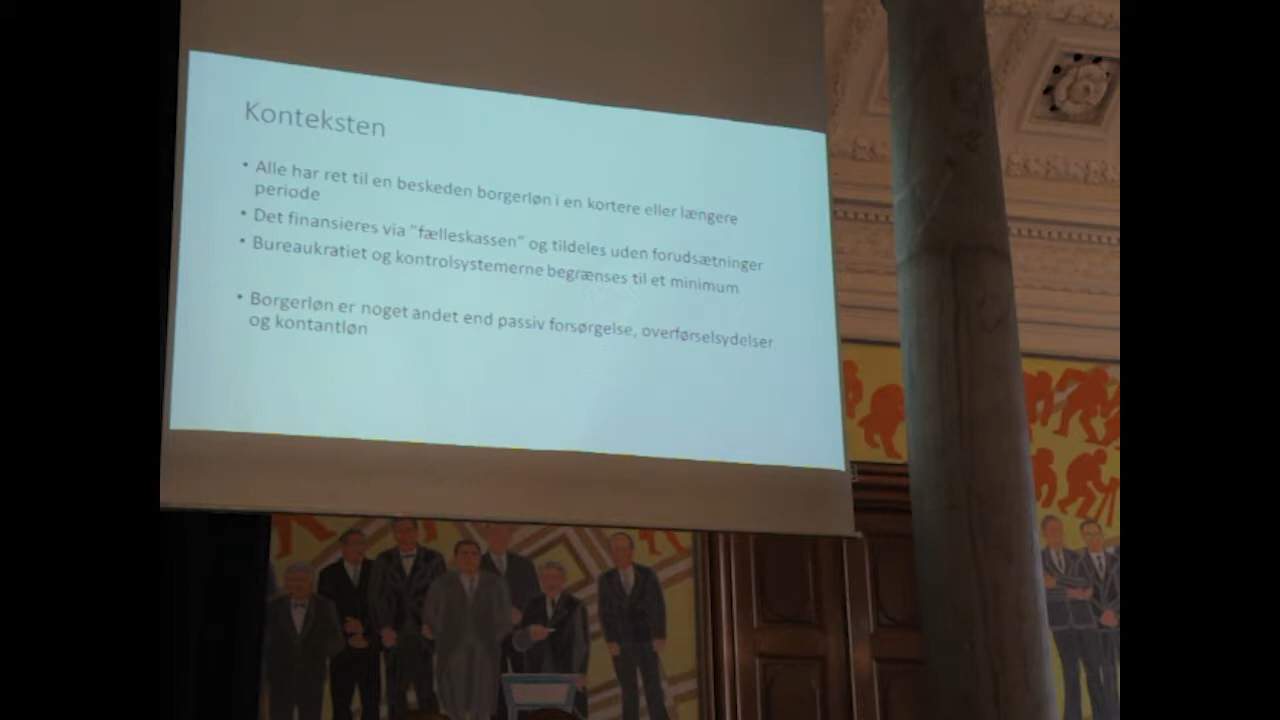 Konteksten
• Alle har ret til en beskeden borgerløn i en kortere eller længere
periode
• Det finansieres via "fælleskassen" og tildeles uden forudsætninger
• Bureaukratiet og kontrolsystemerne begrænses til et minimum
• Borgerløn er noget andet end passiv forsørgelse, overførselsydelser
og kontantløn